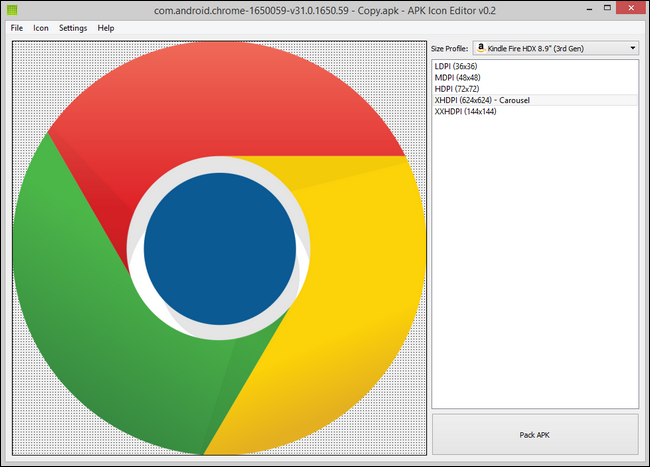 com.android.chrome-1650059-v31.0.1650.59 - Copy.apk - APK Icon Editor v0.2
File Icon Settings Help
Size Profile: Kindle Fire HDX 8.9" (3rd Gen)
LDPI (36x36)
MDPI (48x48)
HDPI (72x72)
XHDPI (624x624) - Carousel
XXHDPI (144x144)
Pack APK